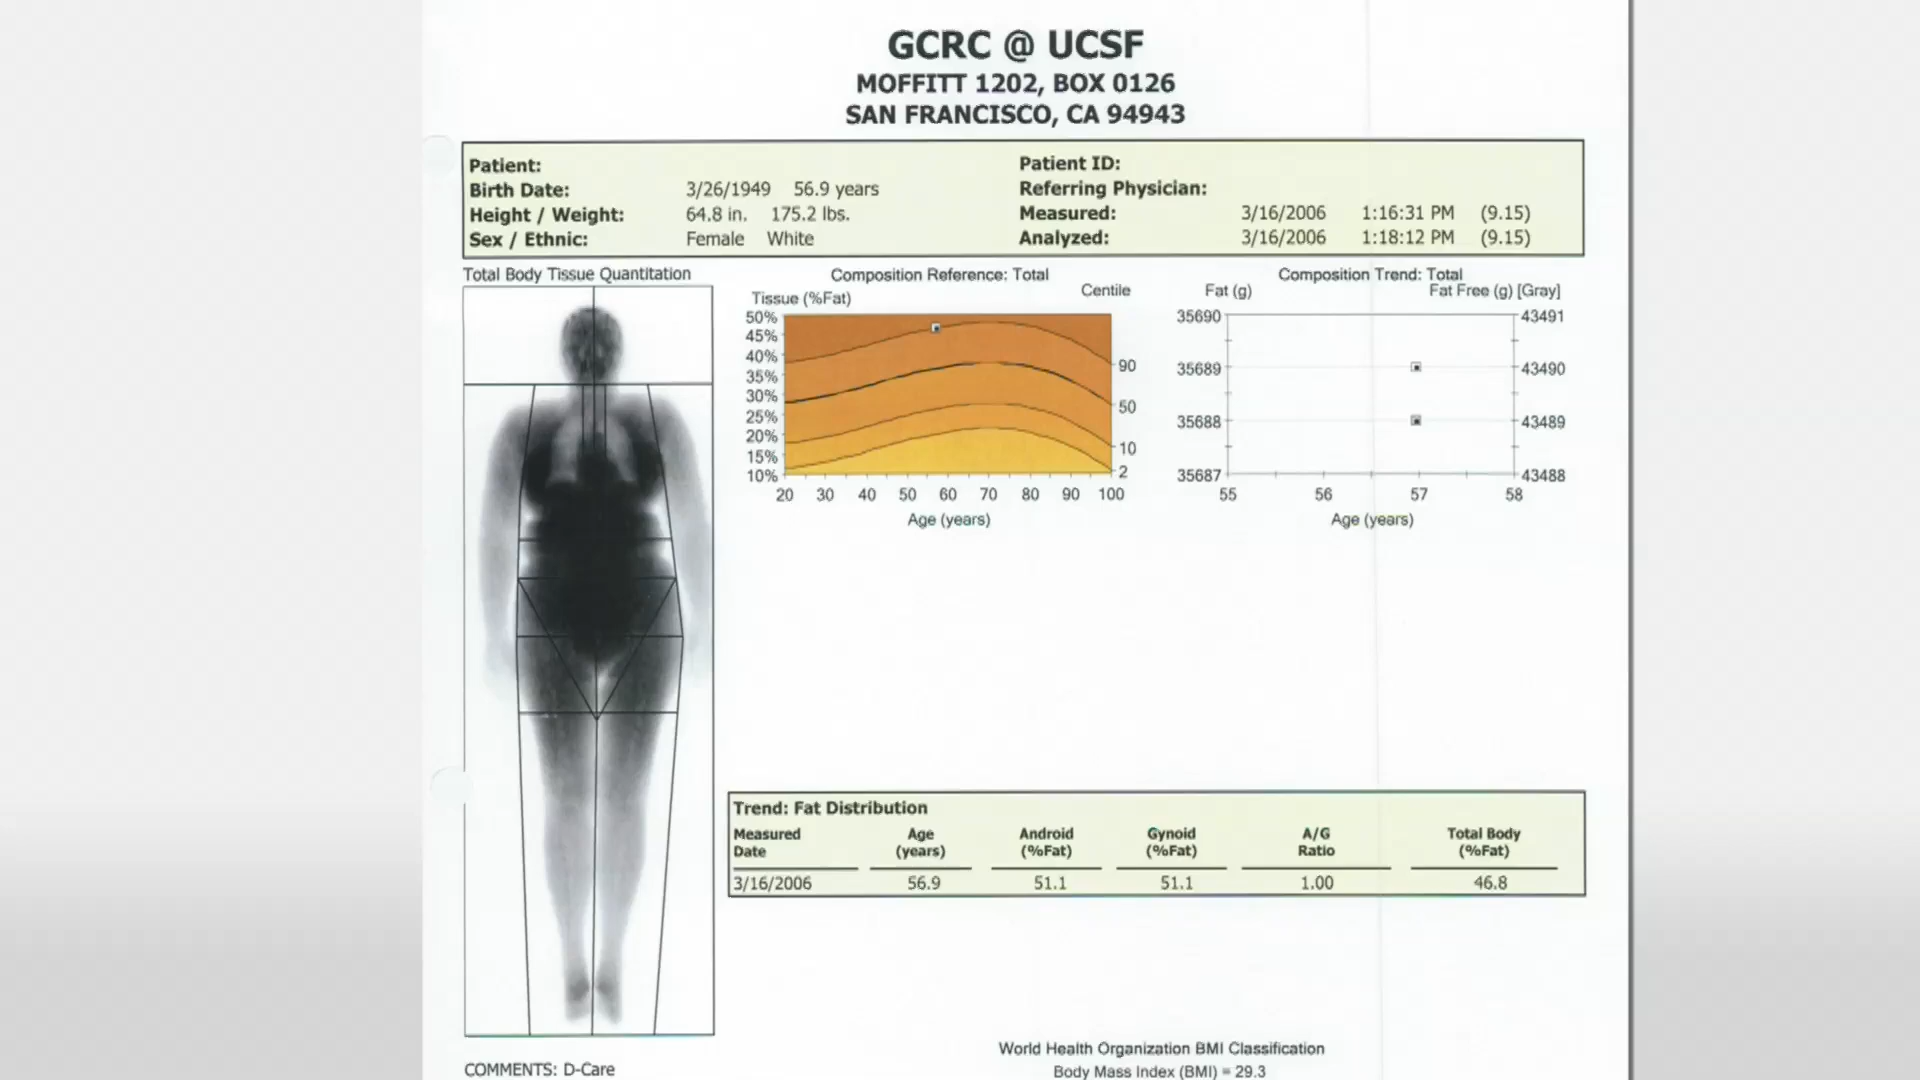 GCRC @ UCSF
MOFFITT 1202, BOX 0126
SAN FRANCISCO, CA 94943
Patient:
Birth Date: 3/26/1949 56.9 years
Height / Weight: 64.8 in. 175.2 lbs.
Sex / Ethnic: Female White
Patient ID:
Referring Physician:
Measured: 3/16/2006 1:16:31 PM (9.15)
Analyzed: 3/16/2006 1:18:12 PM (9.15)
Total Body Tissue Quantitation
Composition Reference: Total
Tissue (%Fat) Centile
50%
45%
40%
35%
30%
25%
20%
15%
10%
90
50
10
2
20 30 40 50 60 70 80 90 100
Age (years)
Composition Trend: Total
Fat (g) Fat Free (g) [Gray]
35690 43491
35689 43490
35688 43489
35687 43488
55 56 57 58
Age (years)
Trend: Fat Distribution
Measured Age Android Gynoid A/G Total Body
Date (years) (%Fat) (%Fat) Ratio (%Fat)
3/16/2006 56.9 51.1 51.1 1.00 46.8
COMMENTS: D-Care
World Health Organization BMI Classification
Body Mass Index (BMI) = 29.3